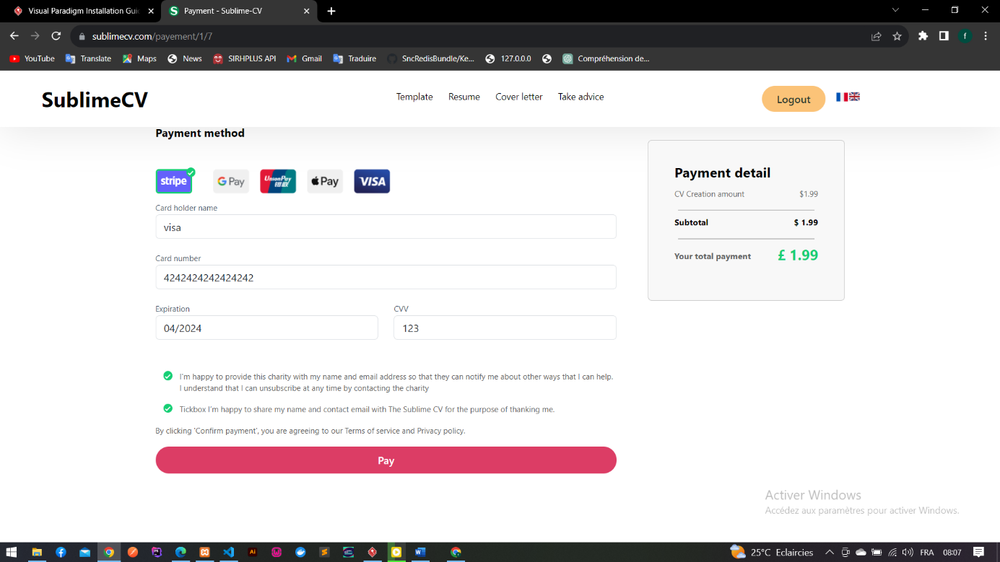 Visual Paradigm Installation Guid
Payment - Sublime-CV
sublimecv.com/payement/1/7
f
YouTube
Translate
Maps
News
SIRHPLUS API
Gmail
Traduire
SncRedisBundle/Ke...
127.0.0.0
Compréhension de...
SublimeCV
Template
Resume
Cover letter
Take advice
Logout
Payment method
stripe
G Pay
UnionPay
银联
Pay
VISA
Card holder name
visa
Card number
4242424242424242
Expiration
CVV
04/2024
123
I'm happy to provide this charity with my name and email address so that they can notify me about other ways that I can help.
I understand that I can unsubscribe at any time by contacting the charity
Tickbox I'm happy to share my name and contact email with The Sublime CV for the purpose of thanking me.
By clicking 'Confirm payment', you are agreeing to our Terms of service and Privacy policy.
Pay
Payment detail
CV Creation amount $1.99
Subtotal $ 1.99
Your total payment £ 1.99
Activer Windows
Accédez aux paramètres pour activer Windows.
25°C Eclaircies
FRA
08:07